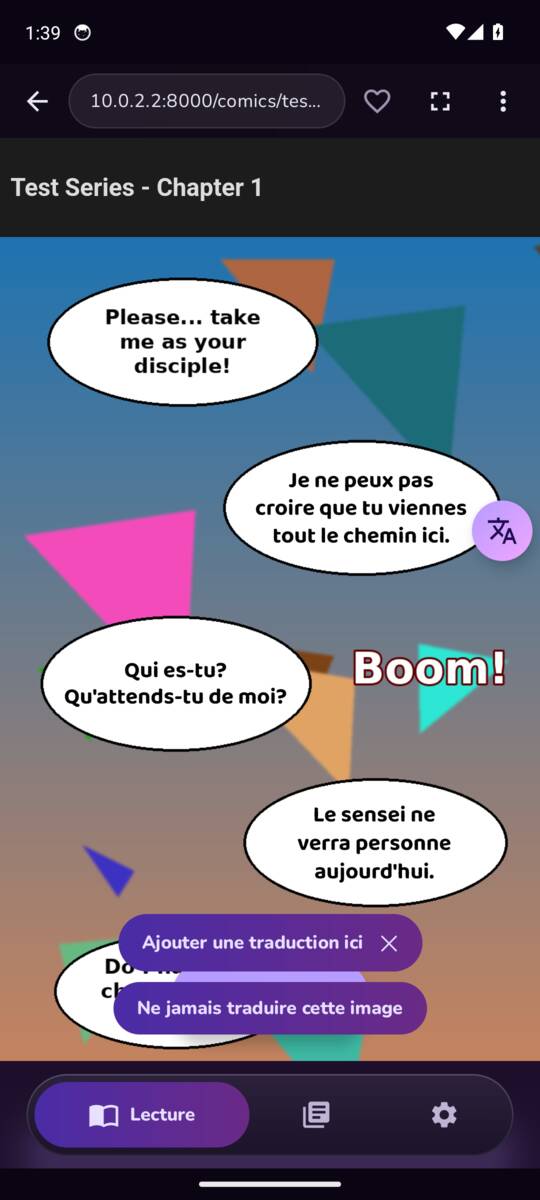 1:39
10.0.2.2:8000/comics/tes...
Test Series - Chapter 1
Please... take
me as your
disciple!
Je ne peux pas
croire que tu viennes
tout le chemin ici.
Qui es-tu?
Qu'attends-tu de moi?
Boom!
Le sensei ne
verra personne
aujourd'hui.
Ajouter une traduction ici
Ne jamais traduire cette image
Lecture